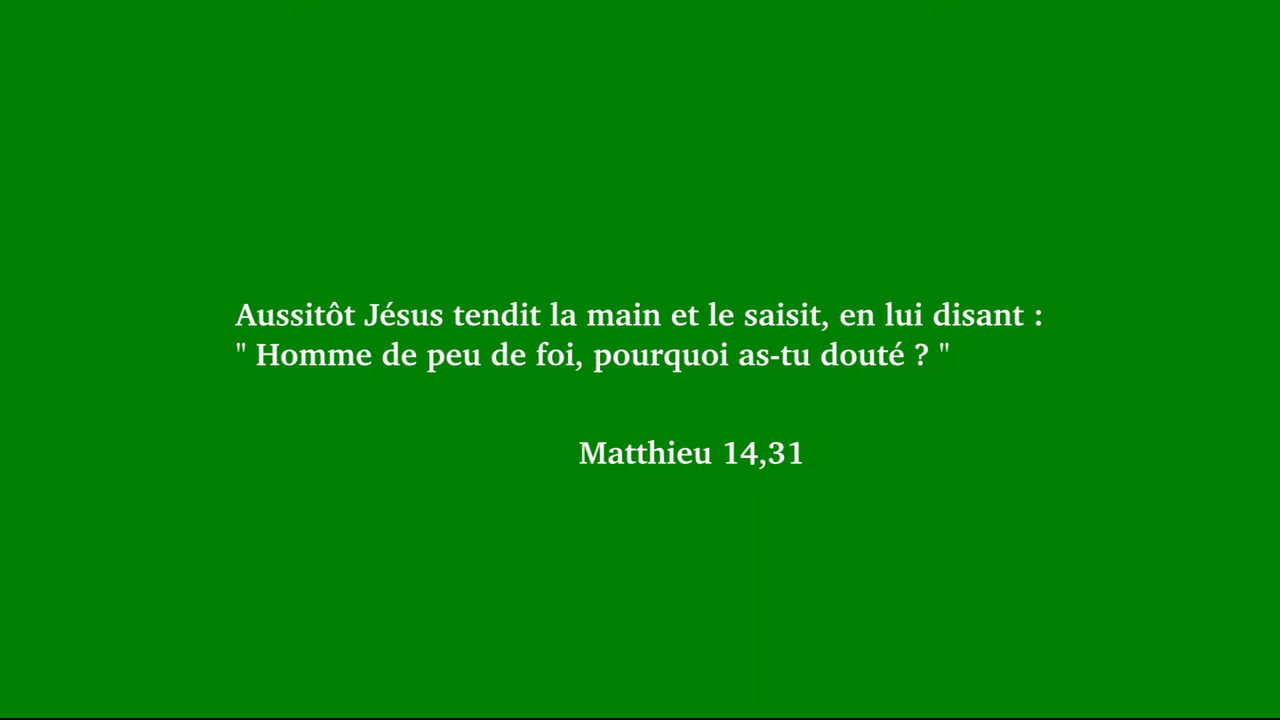 Aussitôt Jésus tendit la main et le saisit, en lui disant :
" Homme de peu de foi, pourquoi as-tu douté ? "
Matthieu 14,31